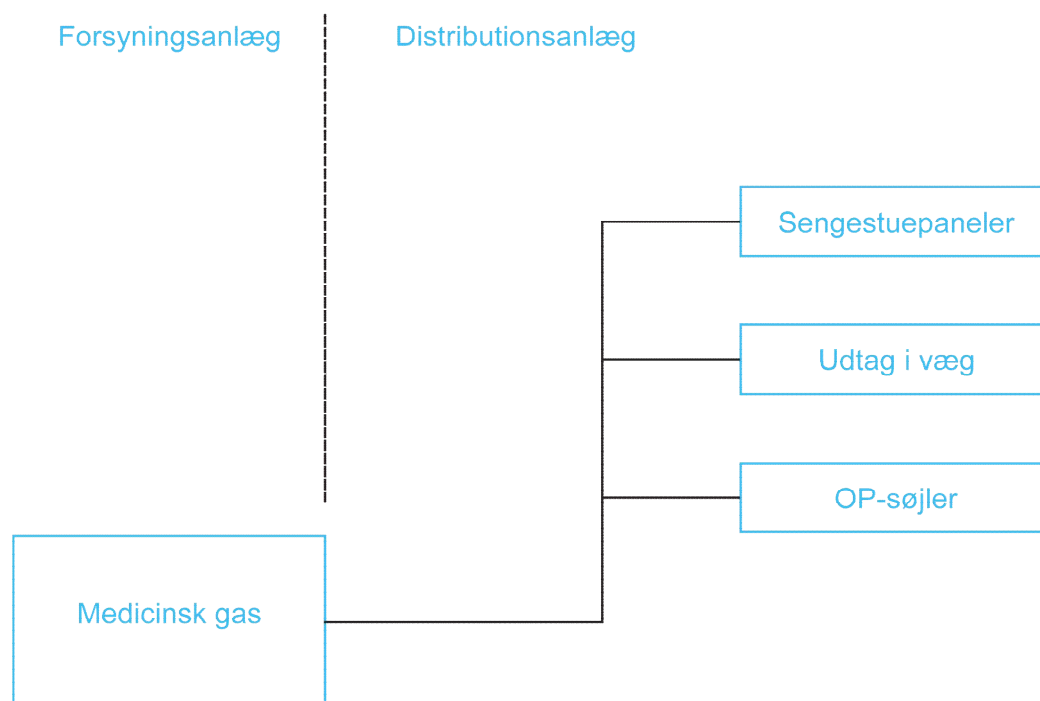 Forsyningsanlæg
Distributionsanlæg
Sengestuepaneler
Udtag i væg
OP-søjler
Medicinsk gas